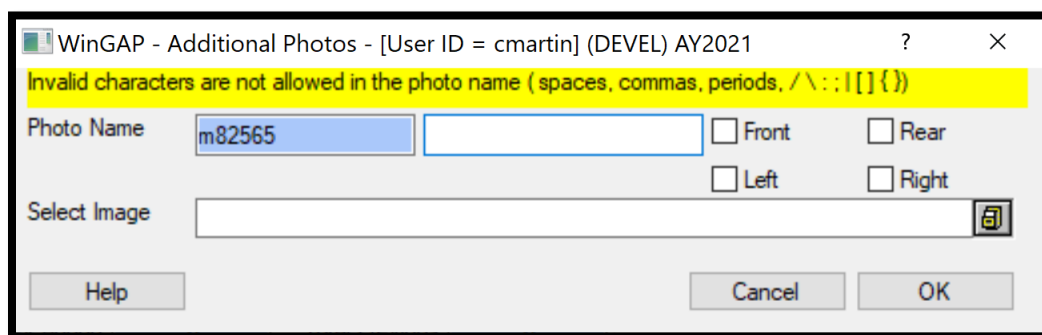 WinGAP - Additional Photos - [User ID = cmartin] (DEVEL) AY2021 ? ×
Invalid characters are not allowed in the photo name ( spaces, commas, periods, / \ : ; | [ ] { })
Photo Name m82565 Front Rear
Left Right
Select Image
Help Cancel OK